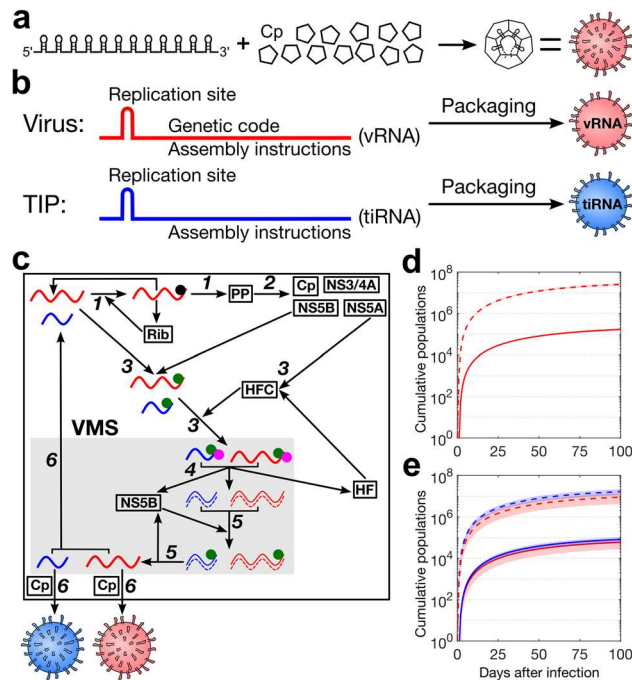 a
5' 3' + Cp =
b
Replication site
Virus: Genetic code (vRNA) Packaging vRNA
Assembly instructions
Replication site
TIP: (tiRNA) Packaging tiRNA
Assembly instructions
c
1 1 PP 2 Cp NS3/4A
NS5B NS5A
Rib
3 3
HFC
3
VMS
6
4
NS5B HF
5
5
Cp 6 Cp 6
d
Cumulative populations
10^8
10^6
10^4
10^2
10^0
0 25 50 75 100
e
Cumulative populations
10^8
10^6
10^4
10^2
10^0
0 25 50 75 100
Days after infection